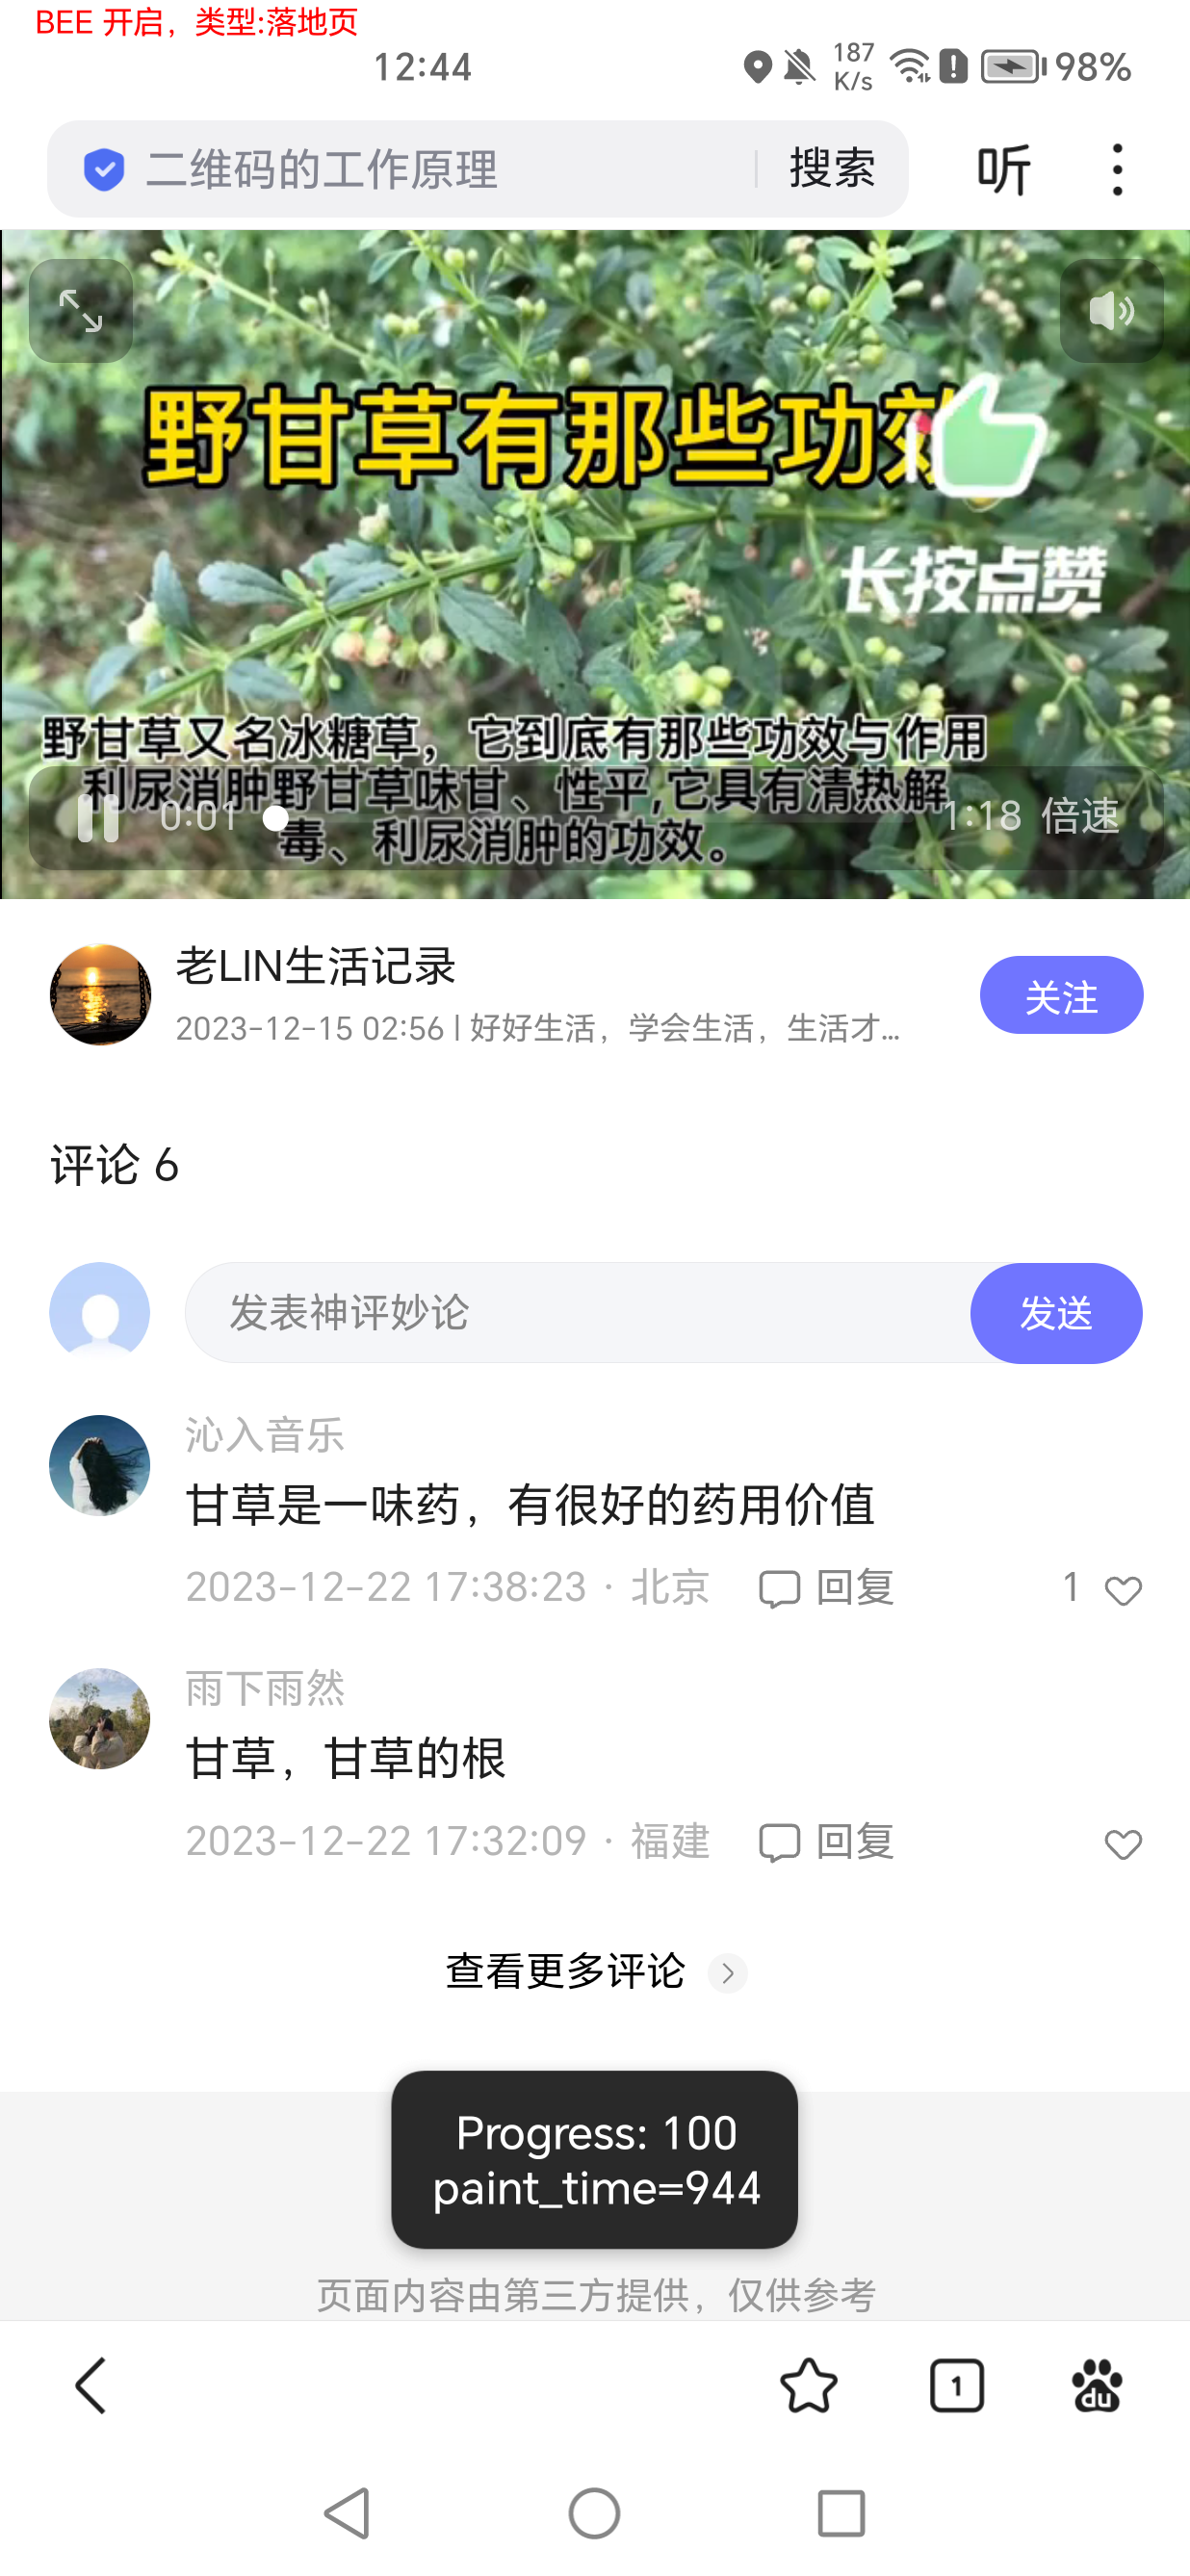 BEE 开启，类型:落地页
12:44
187
K/s
98%
二维码的工作原理
搜索
听
野甘草有那些功效
长按点赞
野甘草又名冰糖草，它到底有那些功效与作用
利尿消肿野甘草味甘、性平,它具有清热解
毒、利尿消肿的功效。
0:01
1:18 倍速
老LIN生活记录
2023-12-15 02:56 | 好好生活，学会生活，生活才...
关注
评论 6
发表神评妙论
发送
沁入音乐
甘草是一味药，有很好的药用价值
2023-12-22 17:38:23 · 北京 回复 1
雨下雨然
甘草，甘草的根
2023-12-22 17:32:09 · 福建 回复
查看更多评论
Progress: 100
paint_time=944
页面内容由第三方提供，仅供参考
1
du